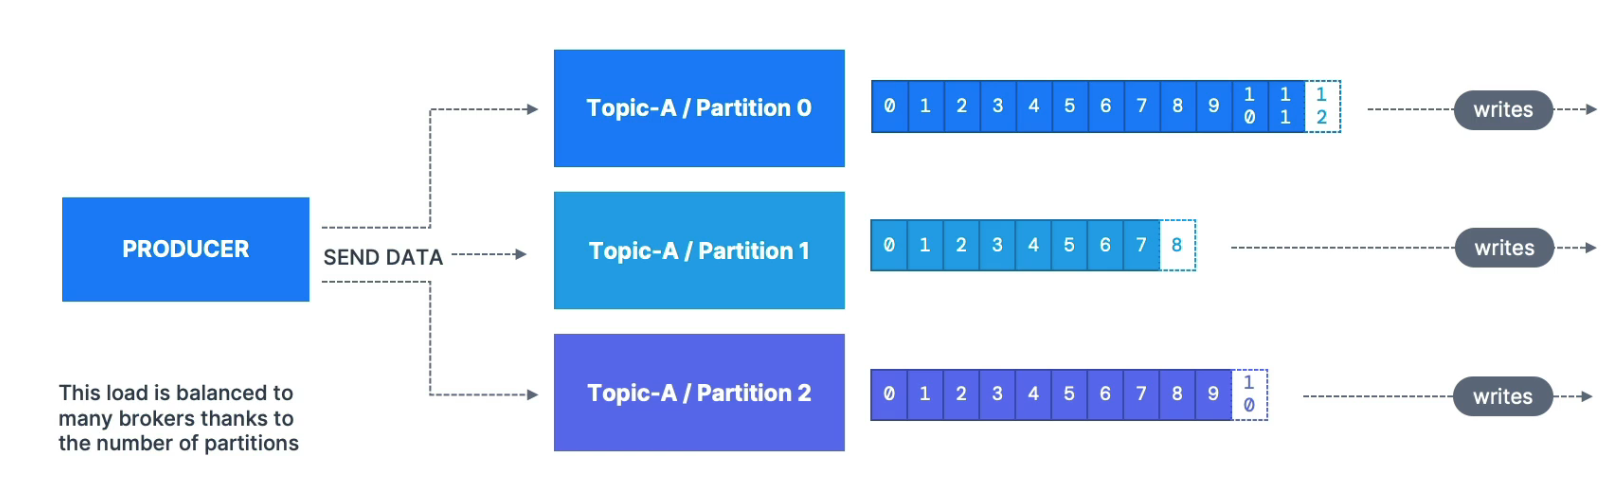 Topic-A / Partition 0
0 1 2 3 4 5 6 7 8 9 10 11 12
writes
PRODUCER
SEND DATA
Topic-A / Partition 1
0 1 2 3 4 5 6 7 8
writes
Topic-A / Partition 2
0 1 2 3 4 5 6 7 8 9 10
writes
This load is balanced to
many brokers thanks to
the number of partitions